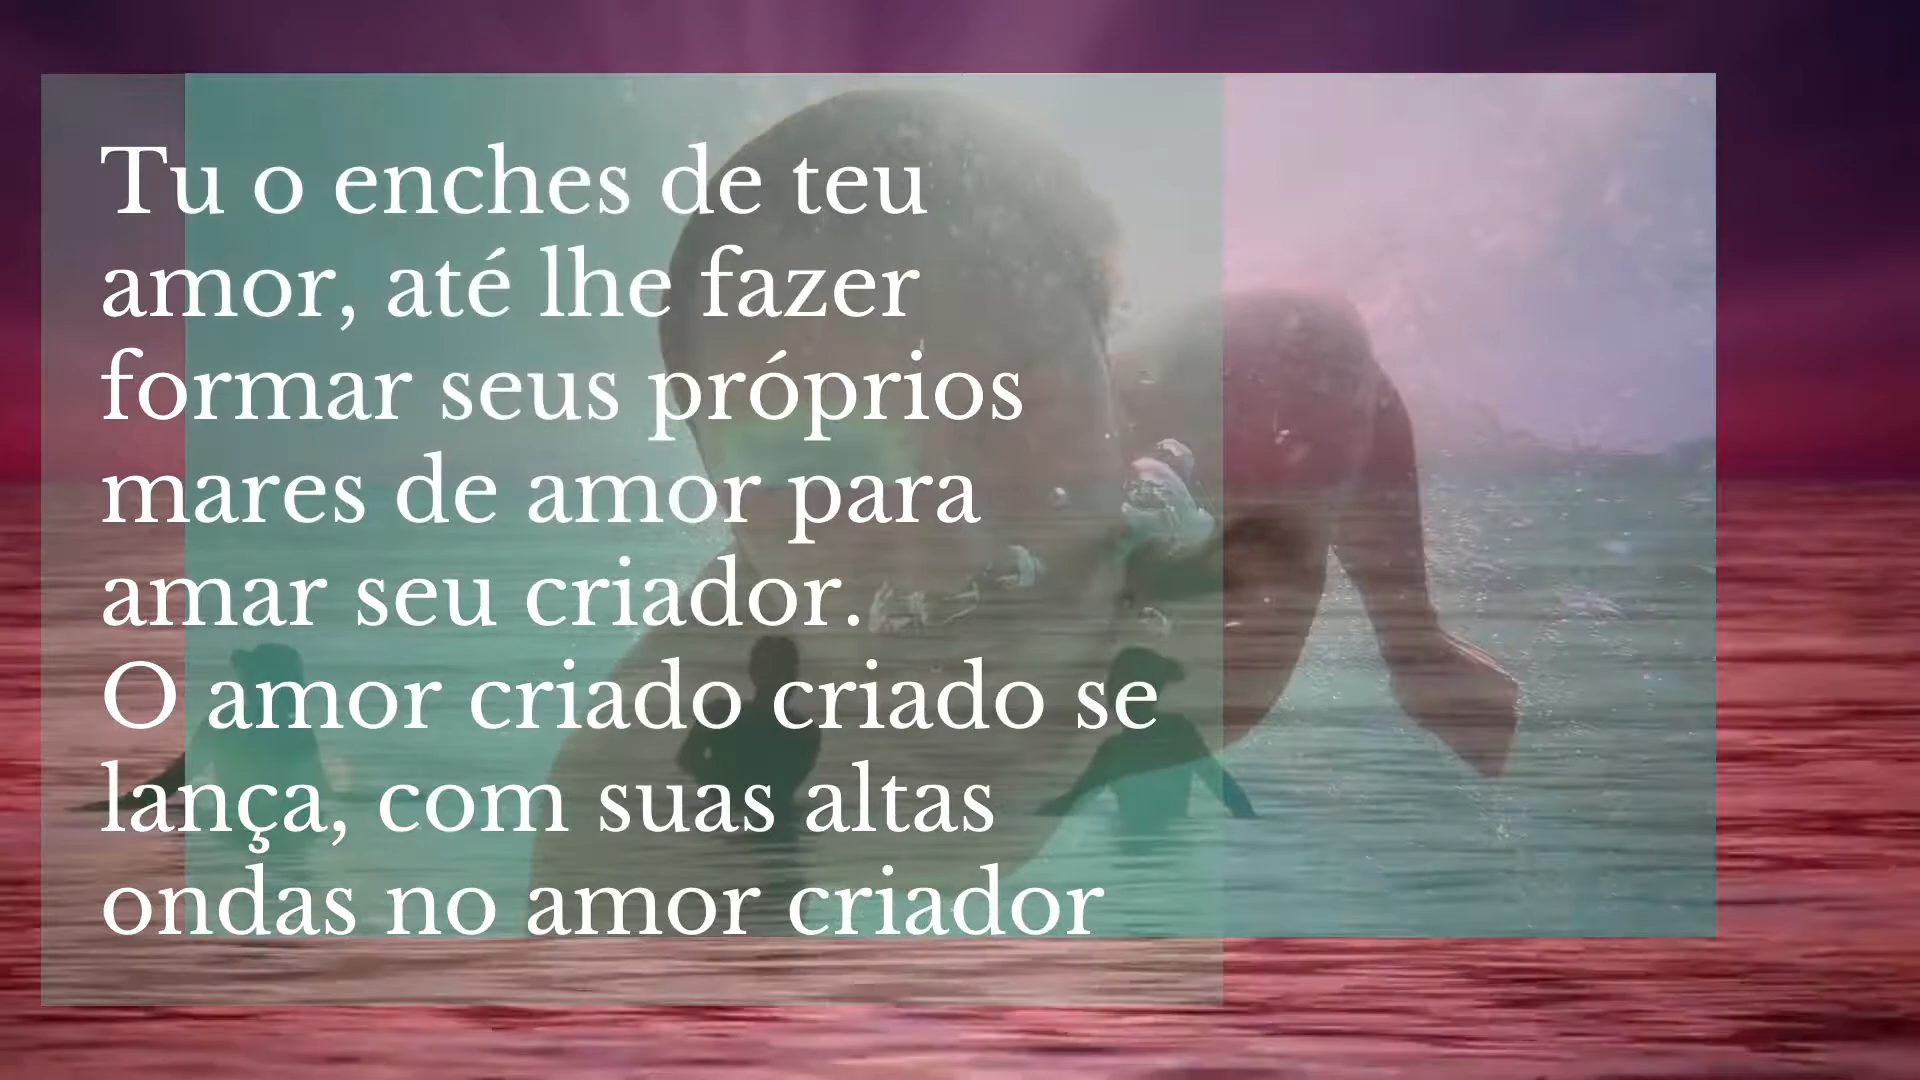 Tu o enches de teu
amor, até lhe fazer
formar seus próprios
mares de amor para
amar seu criador.
O amor criado criado se
lança, com suas altas
ondas no amor criador